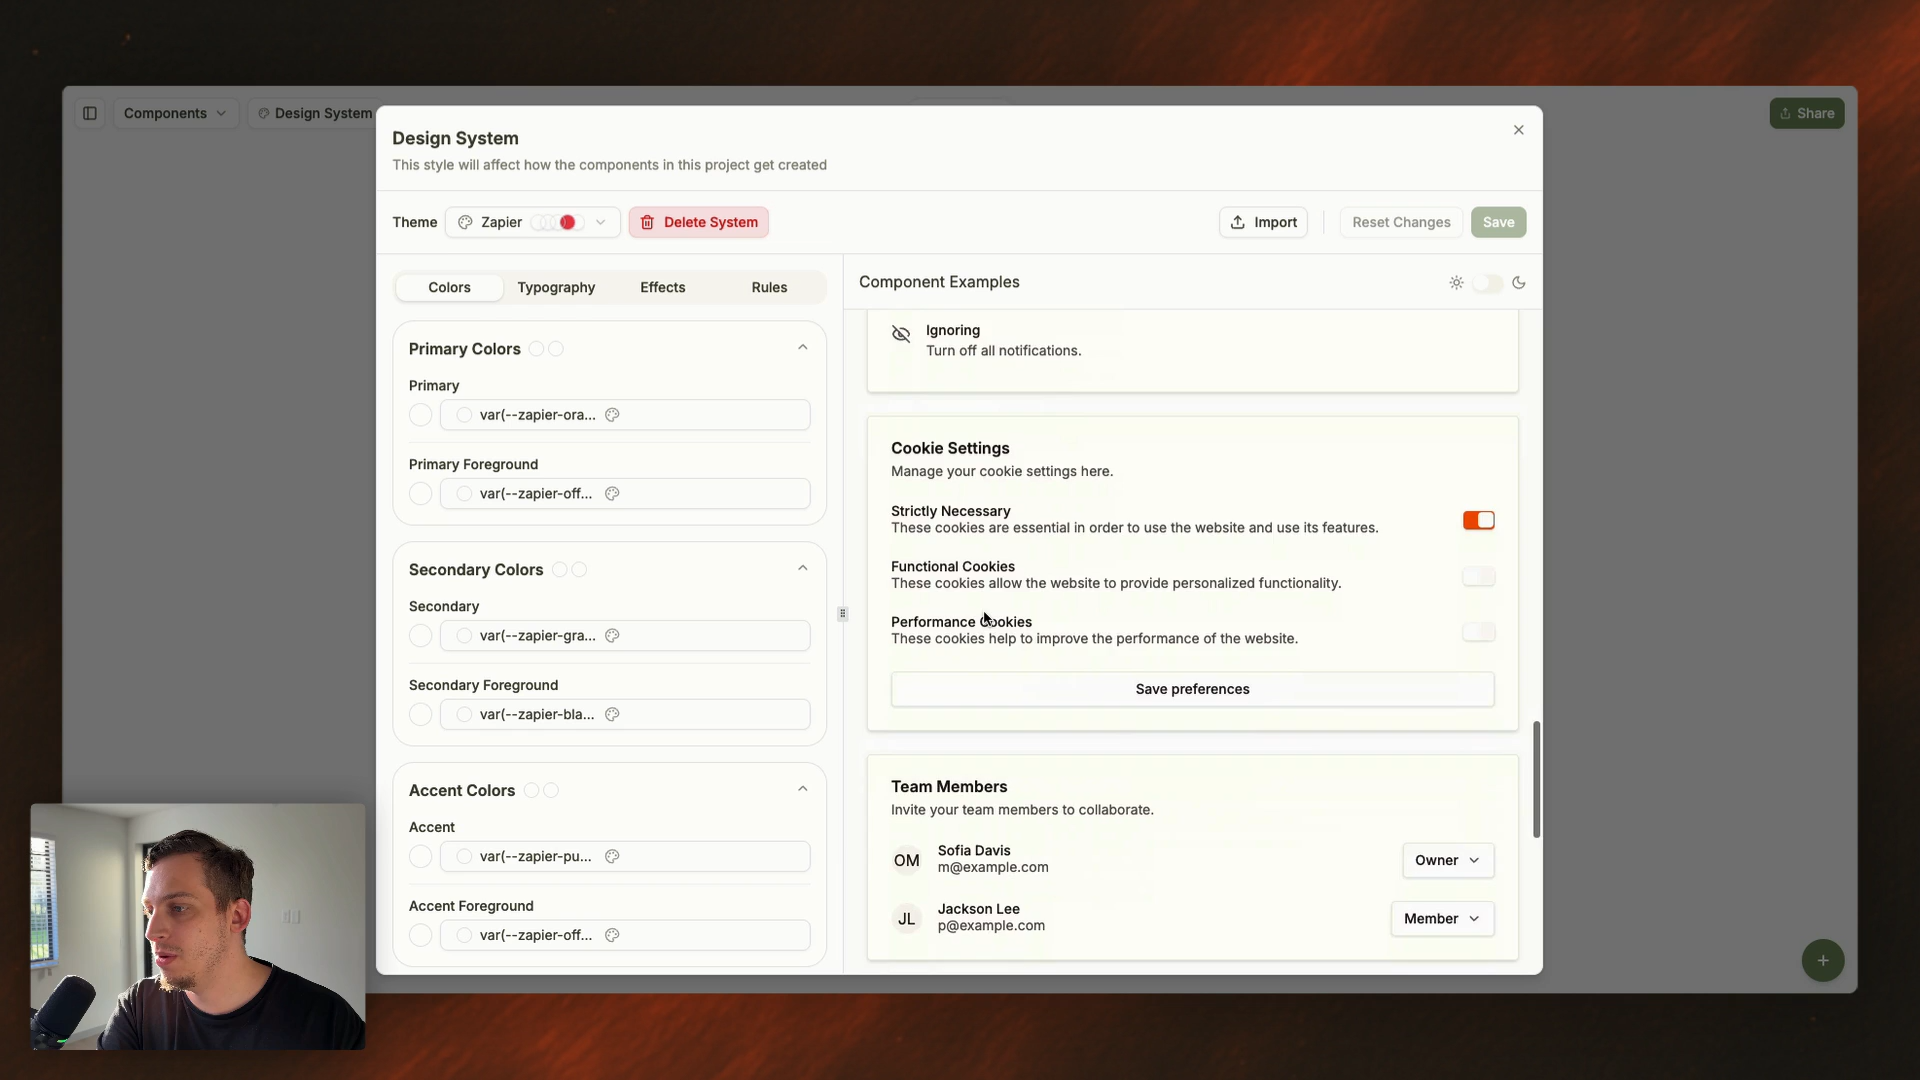 Components
Design System
Share
Design System
This style will affect how the components in this project get created
Theme
Zapier
Delete System
Import
Reset Changes
Save
Colors
Typography
Effects
Rules
Primary Colors
Primary
var(--zapier-ora...
Primary Foreground
var(--zapier-off...
Secondary Colors
Secondary
var(--zapier-gra...
Secondary Foreground
var(--zapier-bla...
Accent Colors
Accent
var(--zapier-pu...
Accent Foreground
var(--zapier-off...
Component Examples
Ignoring
Turn off all notifications.
Cookie Settings
Manage your cookie settings here.
Strictly Necessary
These cookies are essential in order to use the website and use its features.
Functional Cookies
These cookies allow the website to provide personalized functionality.
Performance Cookies
These cookies help to improve the performance of the website.
Save preferences
Team Members
Invite your team members to collaborate.
OM
Sofia Davis
m@example.com
Owner
JL
Jackson Lee
p@example.com
Member